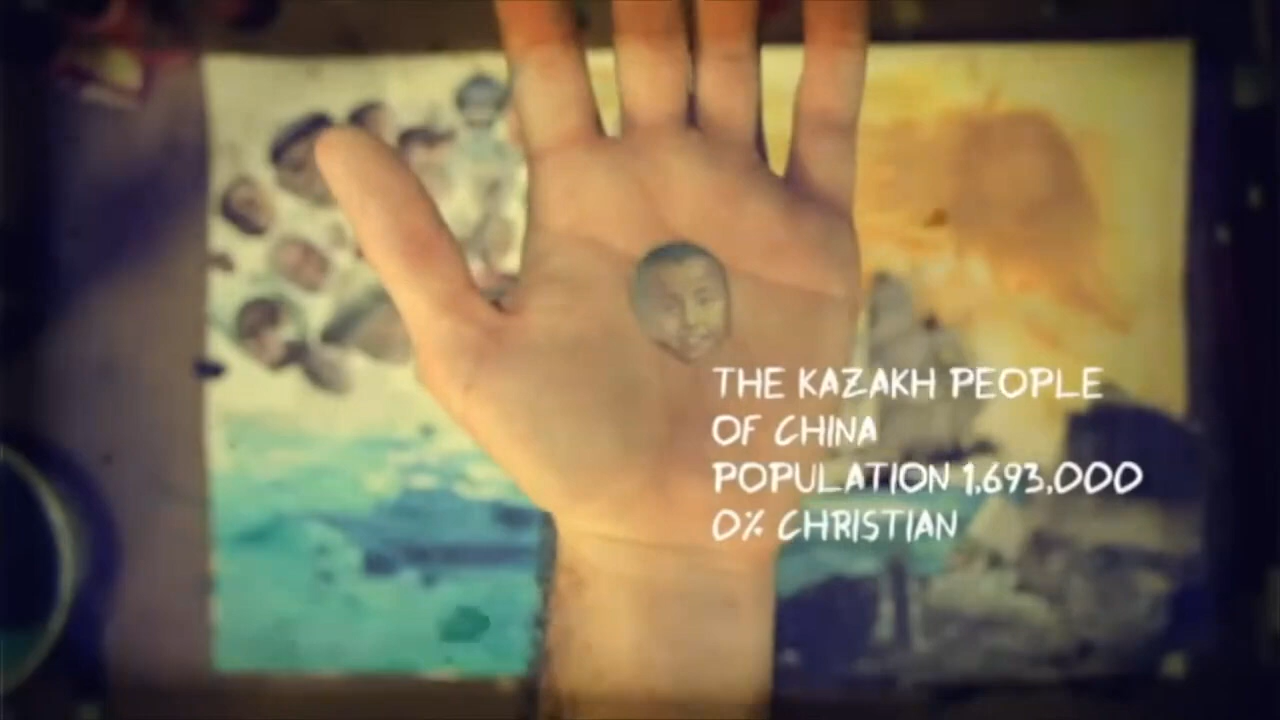 THE KAZAKH PEOPLE
OF CHINA
POPULATION 1,693,000
0% CHRISTIAN